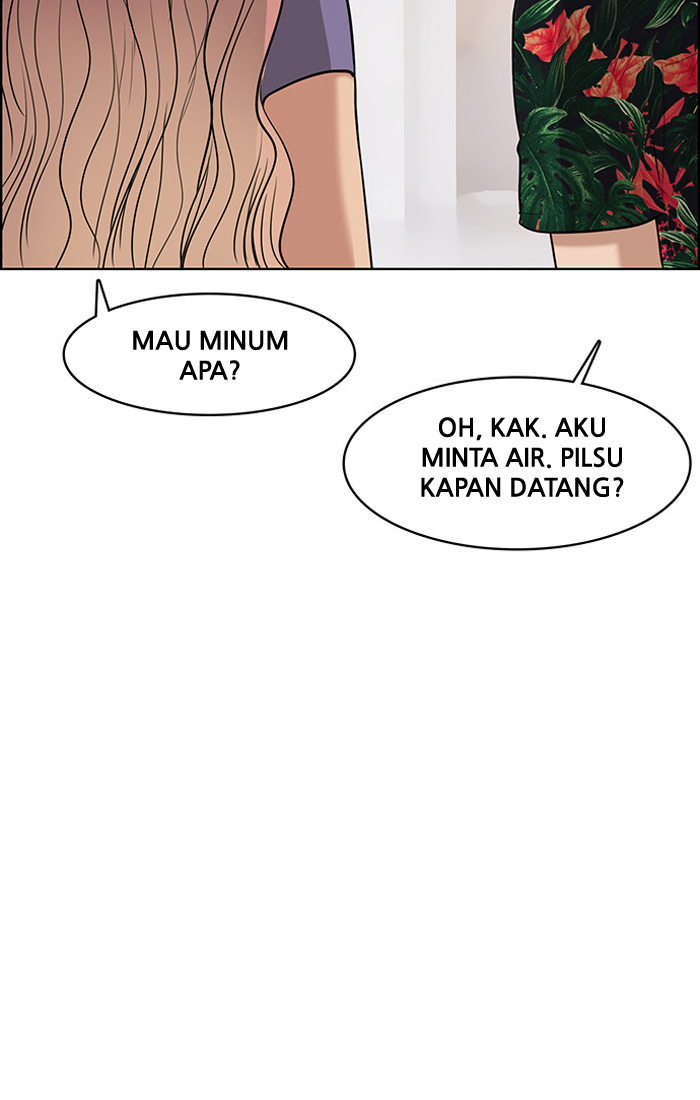 MAU MINUM
APA?
OH, KAK. AKU
MINTA AIR. PILSU
KAPAN DATANG?